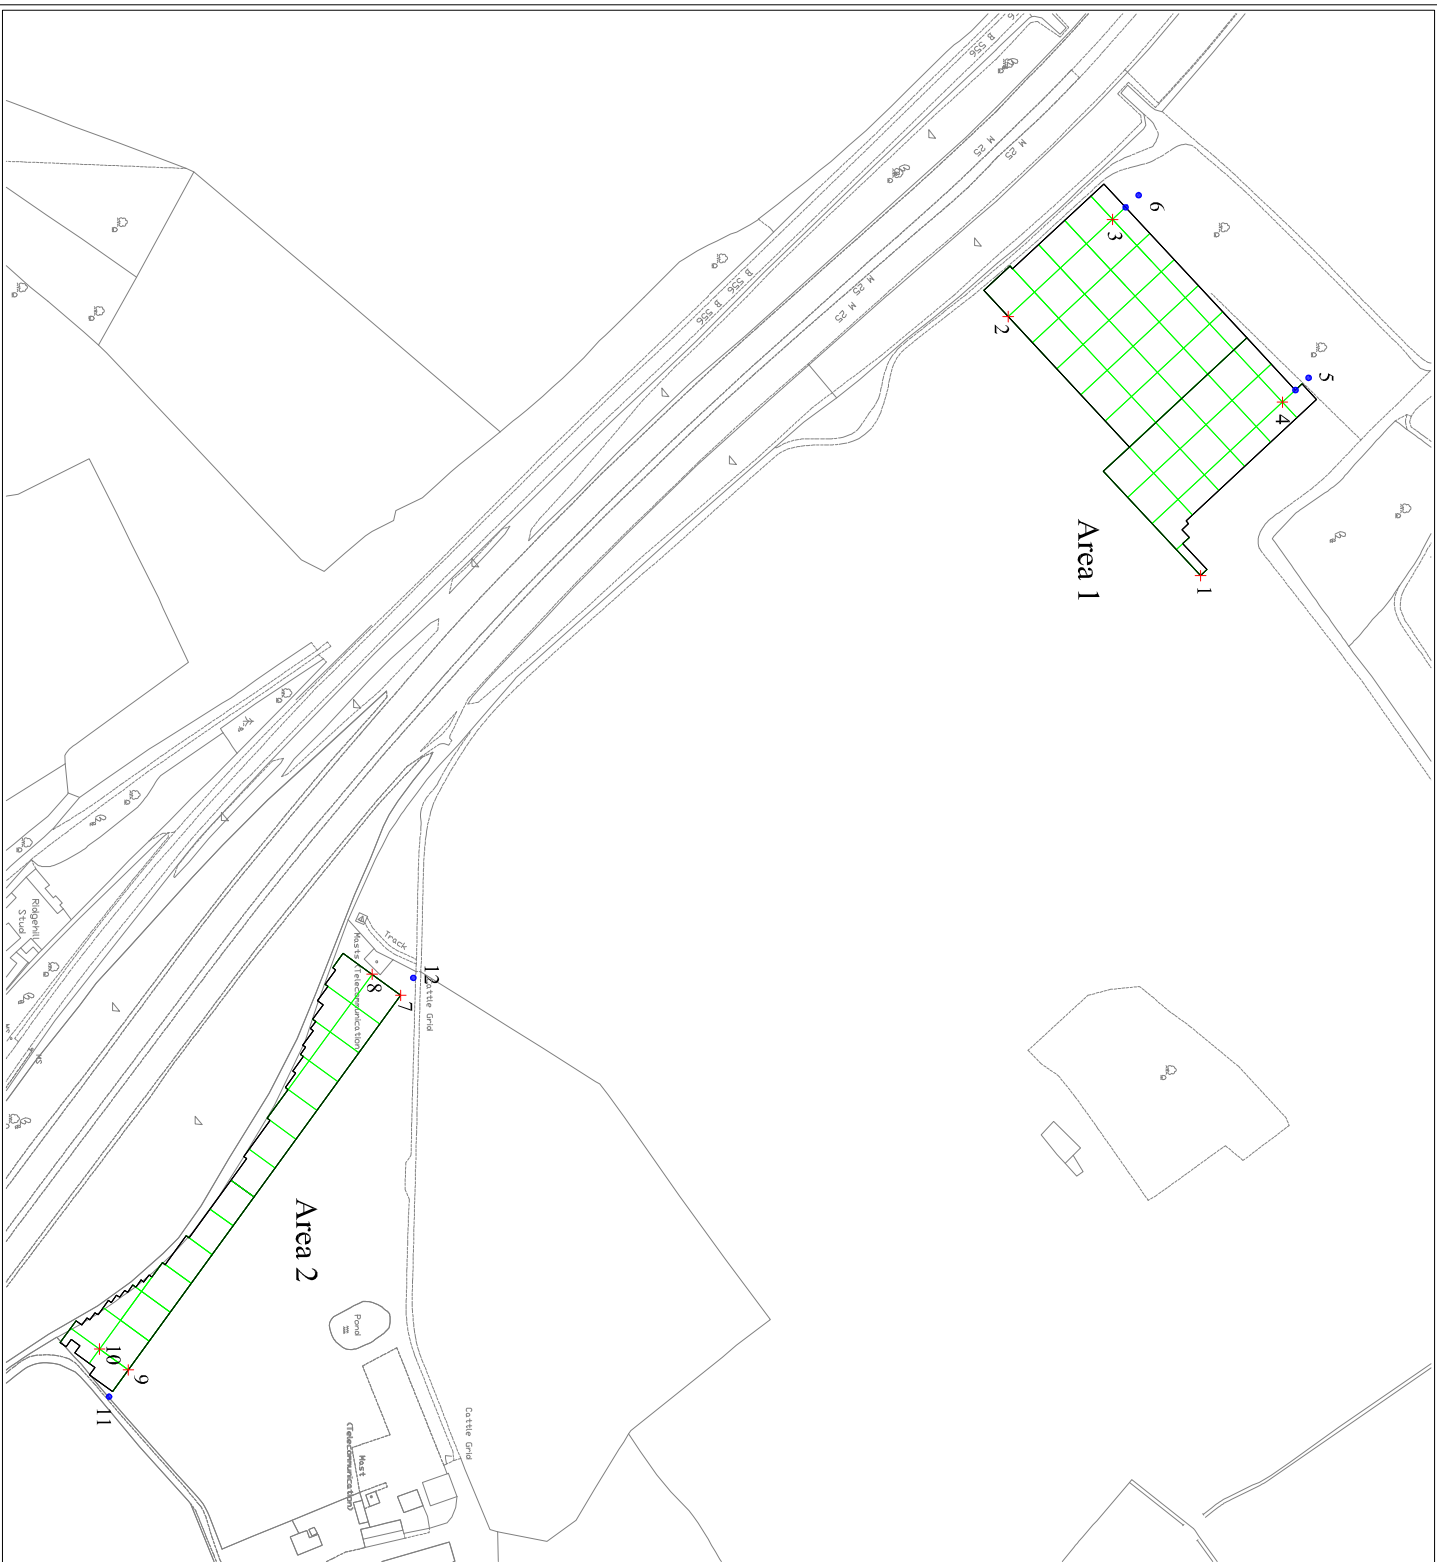 B 556
M 25
M 25
6
3
5
B 556
B 556
M 25
M 25
2
4
Area 1
1
Ridgehill
Stud
Track
Masts (Telecommunication)
12
Cattle Grid
8
7
MS
Area 2
Pond
10
9
11
Cattle Grid
Mast
(Telecommunication)